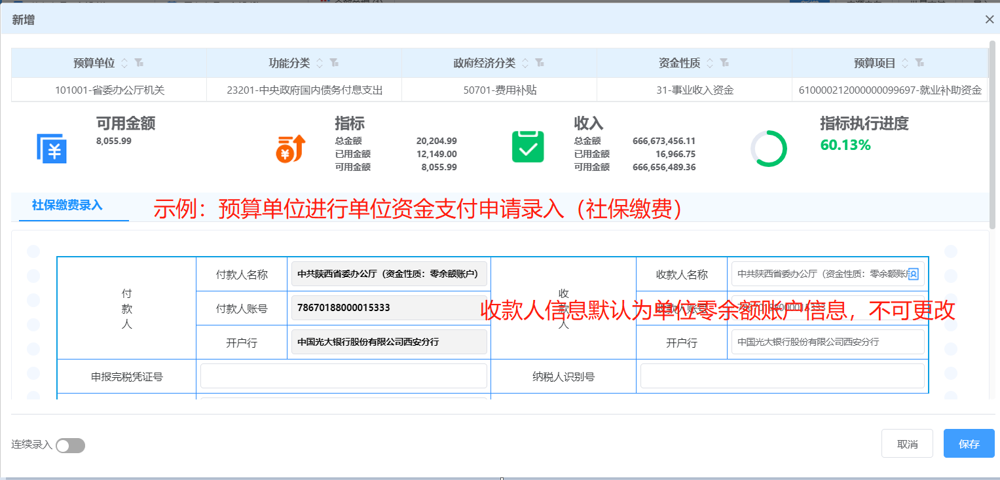 新增
预算单位 功能分类 政府经济分类 资金性质 预算项目
101001-省委办公厅机关 23201-中央政府国内债务付息支出 50701-费用补贴 31-事业收入资金 610000212000000099697-就业补助资金
可用金额
8,055.99
指标
总金额 20,204.99
已用金额 12,149.00
可用金额 8,055.99
收入
总金额 666,673,456.11
已用金额 16,966.75
可用金额 666,656,489.36
指标执行进度
60.13%
社保缴费录入
示例：预算单位进行单位资金支付申请录入（社保缴费）
付款人
付款人名称 中共陕西省委办公厅（资金性质：零余额账户）
付款人账号 78670188000015333
开户行 中国光大银行股份有限公司西安分行
收款人
收款人名称 中共陕西省委办公厅（资金性质：零余额账
收款人账号 78670188000015333
收款人信息默认为单位零余额账户信息，不可更改
开户行 中国光大银行股份有限公司西安分行
申报完税凭证号 纳税人识别号
连续录入
取消 保存